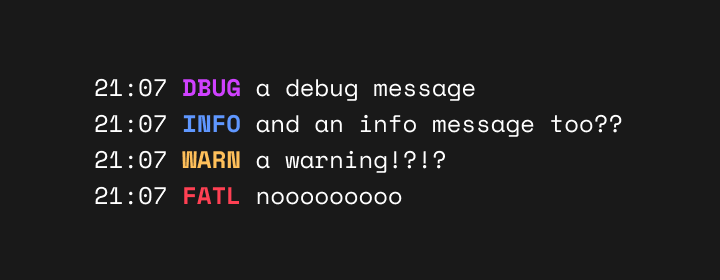 21:07 DBUG a debug message
21:07 INFO and an info message too??
21:07 WARN a warning!?!?
21:07 FATL nooooooooo